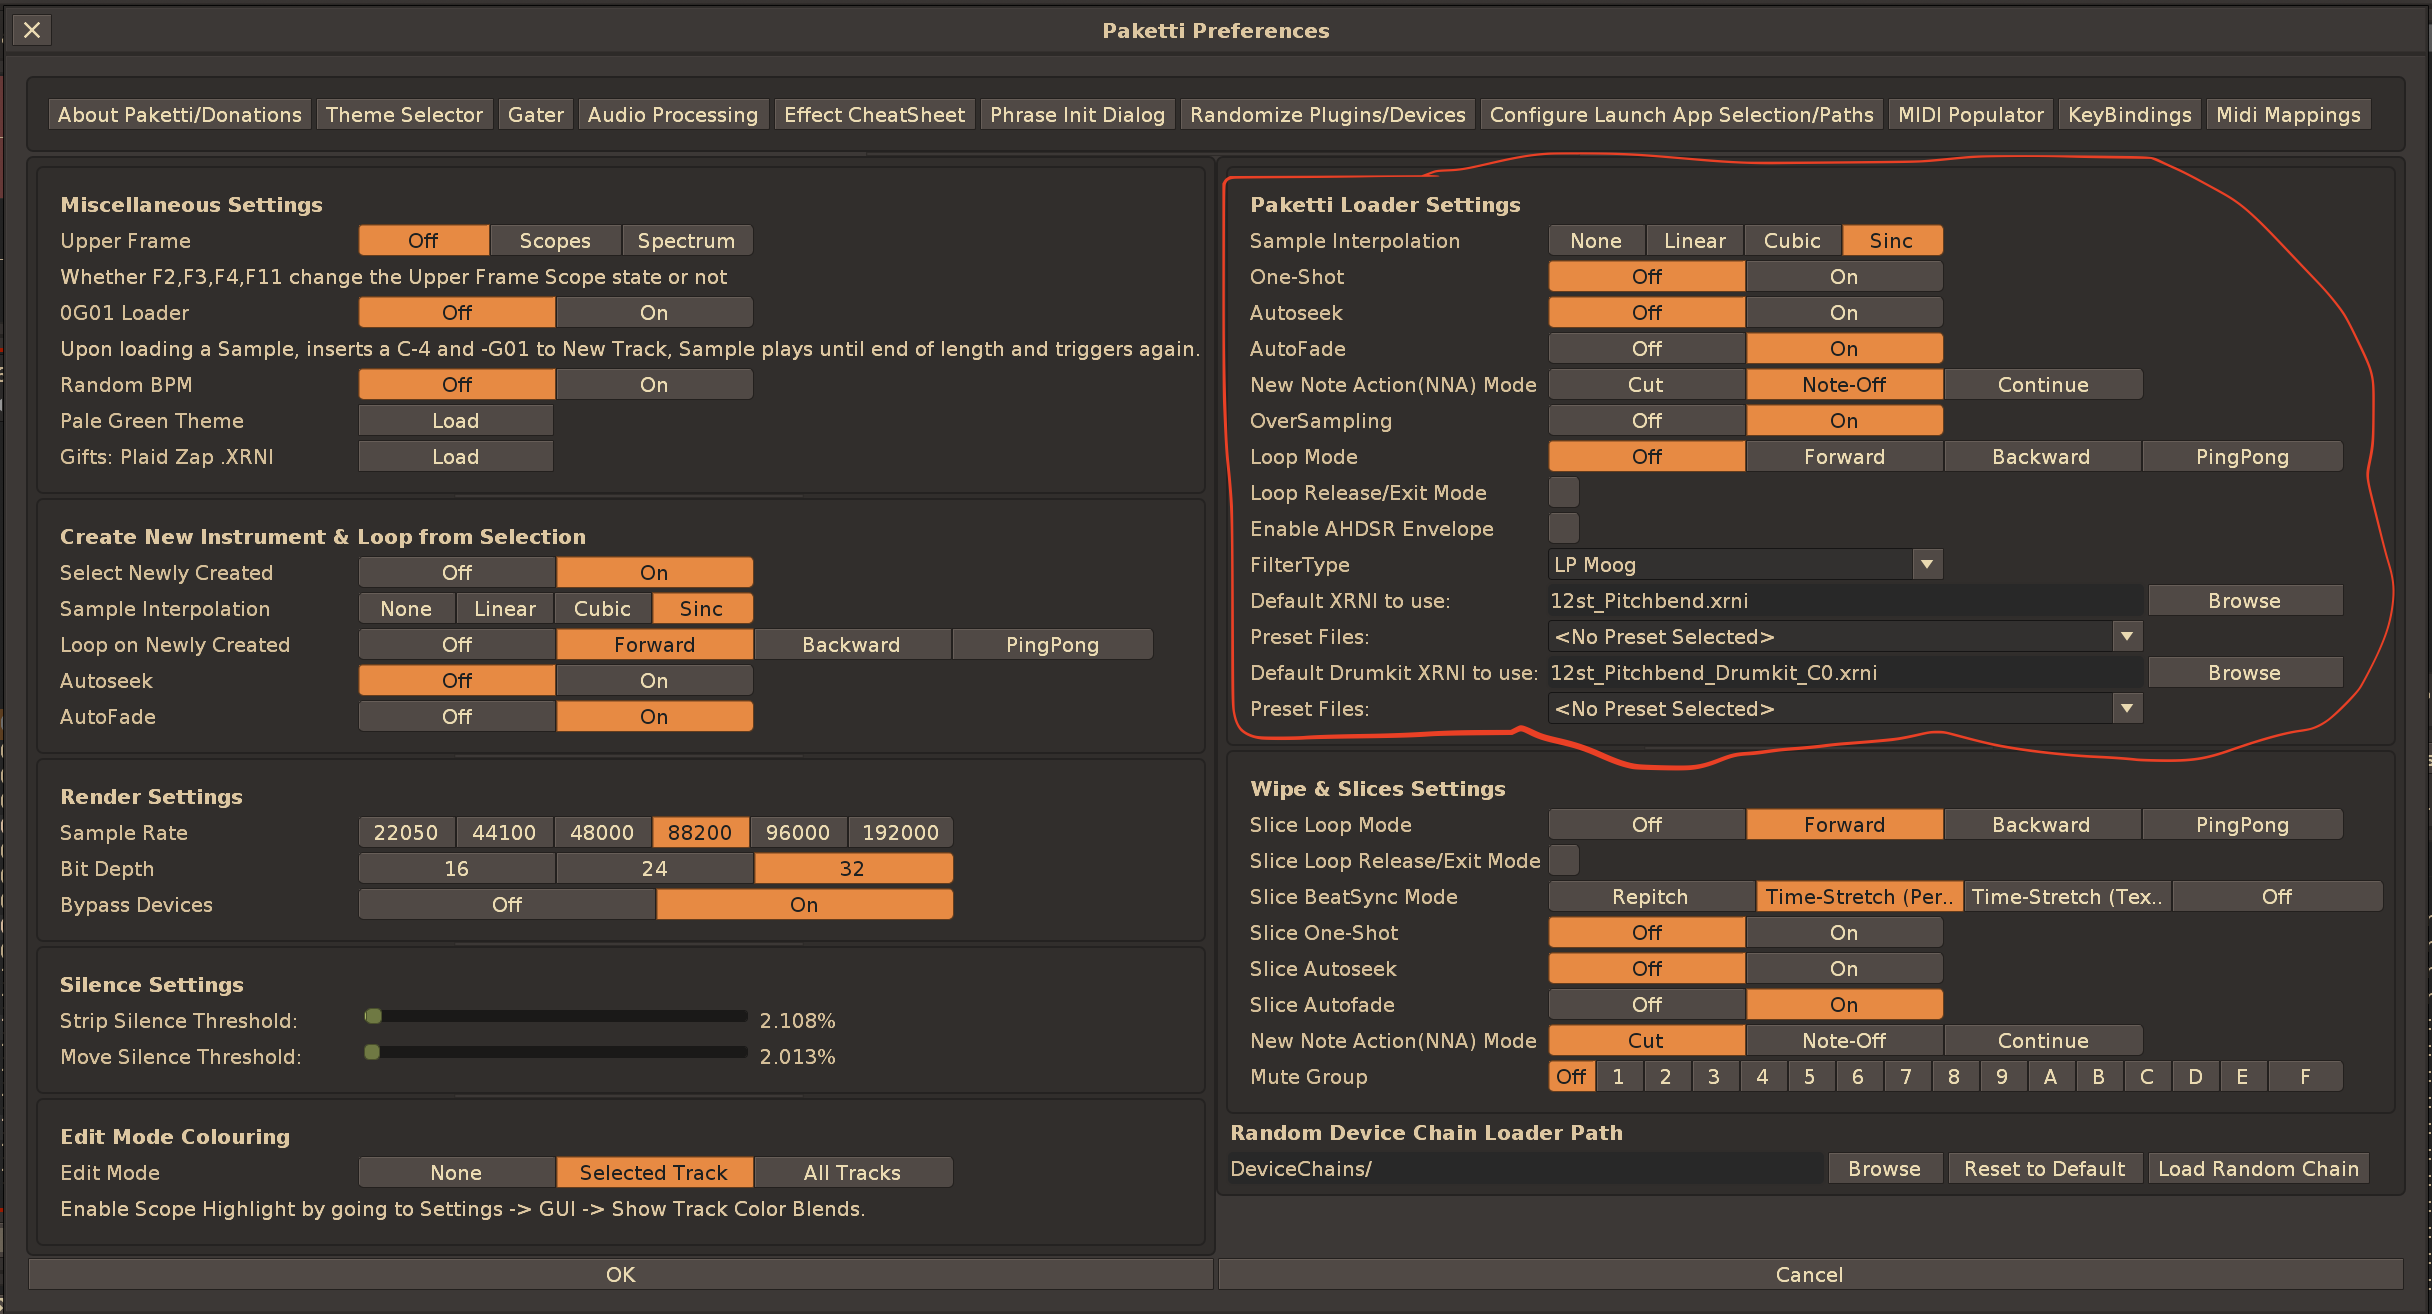 Paketti Preferences
About Paketti/Donations Theme Selector Gater Audio Processing Effect CheatSheet Phrase Init Dialog Randomize Plugins/Devices Configure Launch App Selection/Paths MIDI Populator KeyBindings Midi Mappings
Miscellaneous Settings
Upper Frame Off Scopes Spectrum
Whether F2,F3,F4,F11 change the Upper Frame Scope state or not
0G01 Loader Off On
Upon loading a Sample, inserts a C-4 and -G01 to New Track, Sample plays until end of length and triggers again.
Random BPM Off On
Pale Green Theme Load
Gifts: Plaid Zap .XRNI Load
Create New Instrument & Loop from Selection
Select Newly Created Off On
Sample Interpolation None Linear Cubic Sinc
Loop on Newly Created Off Forward Backward PingPong
Autoseek Off On
AutoFade Off On
Render Settings
Sample Rate 22050 44100 48000 88200 96000 192000
Bit Depth 16 24 32
Bypass Devices Off On
Silence Settings
Strip Silence Threshold: 2.108%
Move Silence Threshold: 2.013%
Edit Mode Colouring
Edit Mode None Selected Track All Tracks
Enable Scope Highlight by going to Settings -> GUI -> Show Track Color Blends.
Paketti Loader Settings
Sample Interpolation None Linear Cubic Sinc
One-Shot Off On
Autoseek Off On
AutoFade Off On
New Note Action(NNA) Mode Cut Note-Off Continue
OverSampling Off On
Loop Mode Off Forward Backward PingPong
Loop Release/Exit Mode
Enable AHDSR Envelope
FilterType LP Moog
Default XRNI to use: 12st_Pitchbend.xrni Browse
Preset Files: <No Preset Selected>
Default Drumkit XRNI to use: 12st_Pitchbend_Drumkit_C0.xrni Browse
Preset Files: <No Preset Selected>
Wipe & Slices Settings
Slice Loop Mode Off Forward Backward PingPong
Slice Loop Release/Exit Mode
Slice BeatSync Mode Repitch Time-Stretch (Per.. Time-Stretch (Tex.. Off
Slice One-Shot Off On
Slice Autoseek Off On
Slice Autofade Off On
New Note Action(NNA) Mode Cut Note-Off Continue
Mute Group Off 1 2 3 4 5 6 7 8 9 A B C D E F
Random Device Chain Loader Path
DeviceChains/ Browse Reset to Default Load Random Chain
OK Cancel